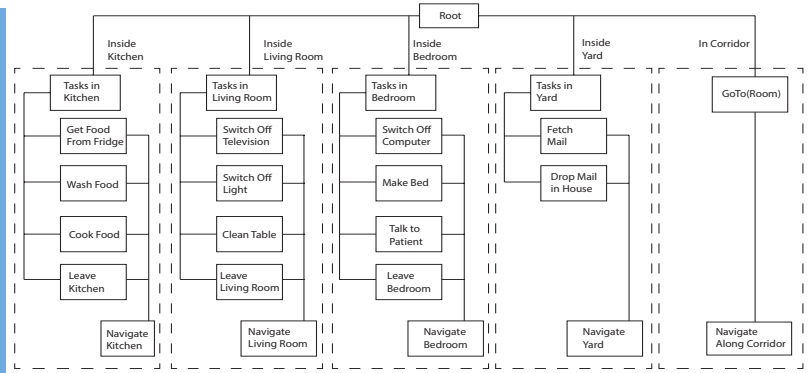 Root
Inside
Kitchen
Inside
Living Room
Inside
Bedroom
Inside
Yard
In Corridor
Tasks in
Kitchen
Get Food
From Fridge
Wash Food
Cook Food
Leave
Kitchen
Navigate
Kitchen
Tasks in
Living Room
Switch Off
Television
Switch Off
Light
Clean Table
Leave
Living Room
Navigate
Living Room
Tasks in
Bedroom
Switch Off
Computer
Make Bed
Talk to
Patient
Leave
Bedroom
Navigate
Bedroom
Tasks in
Yard
Fetch
Mail
Drop Mail
in House
Navigate
Yard
GoTo(Room)
Navigate
Along Corridor